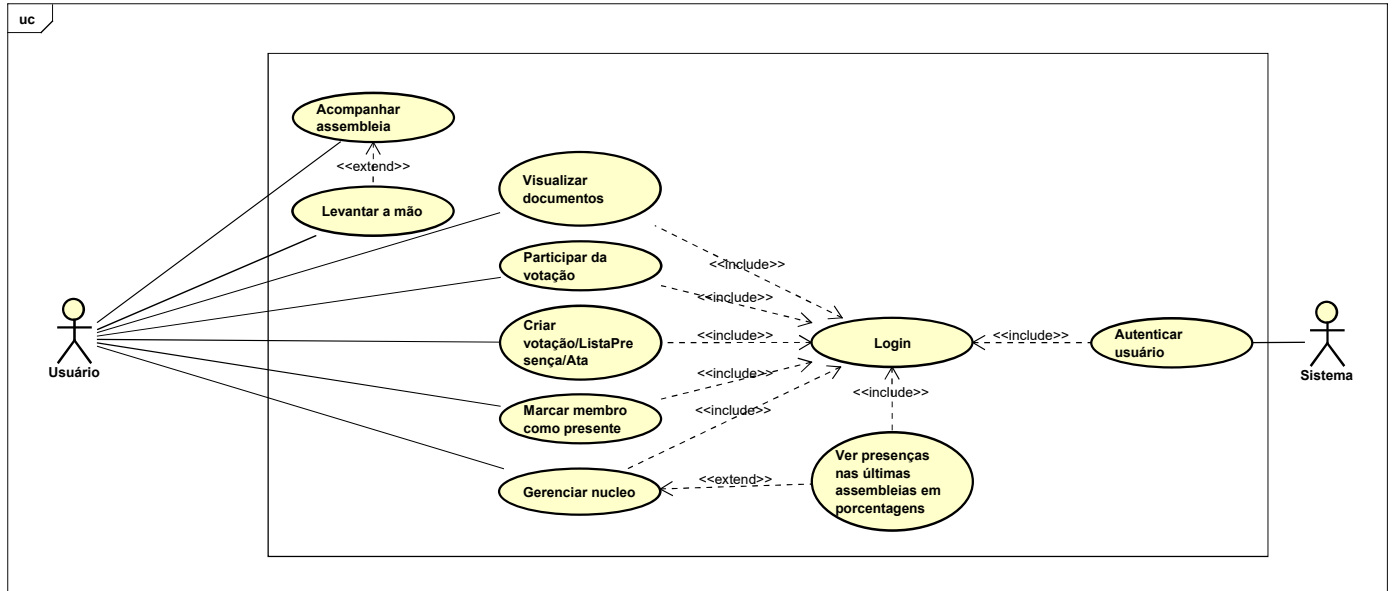 uc
Acompanhar
assembleia
<<extend>>
Levantar a mão
Visualizar
documentos
<<include>>
Participar da
votação
<<include>>
Criar
votação/ListaPre
sença/Ata
<<include>>
Login
<<include>>
Autenticar
usuário
Usuário
Sistema
<<include>>
Marcar membro
como presente
<<include>>
<<include>>
Gerenciar nucleo
<<extend>>
Ver presenças
nas últimas
assembleias em
porcentagens